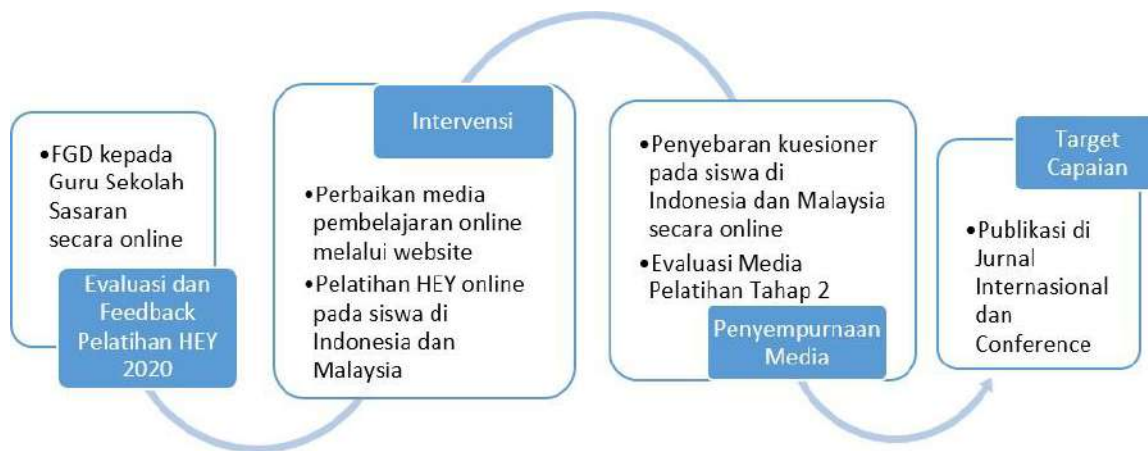 •FGD kepada
Guru Sekolah
Sasaran
secara online
Evaluasi dan
Feedback
Pelatihan HEY
2020
Intervensi
•Perbaikan media
pembelajaran online
melalui website
•Pelatihan HEY online
pada siswa di
Indonesia dan
Malaysia
•Penyebaran kuesioner
pada siswa di
Indonesia dan Malaysia
secara online
•Evaluasi Media
Pelatihan Tahap 2
Penyempurnaan
Media
Target
Capaian
•Publikasi di
Jurnal
Internasional
dan
Conference